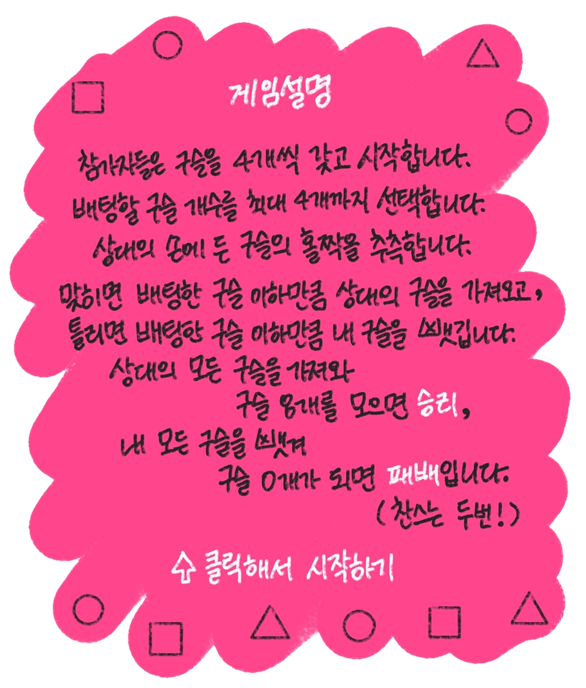 게임설명
참가자들은 구슬을 4개씩 갖고 시작합니다.
배팅할 구슬 개수를 최대 4개까지 선택합니다.
상대의 손에 든 구슬의 홀짝을 추측합니다.
맞히면 배팅한 구슬 이하만큼 상대의 구슬을 가져오고,
틀리면 배팅한 구슬 이하만큼 내 구슬을 빼앗깁니다.
상대의 모든 구슬을 가져와
구슬 8개를 모으면 승리,
내 모든 구슬을 빼앗겨
구슬 0개가 되면 패배입니다.
(찬스는 두번!)
클릭해서 시작하기